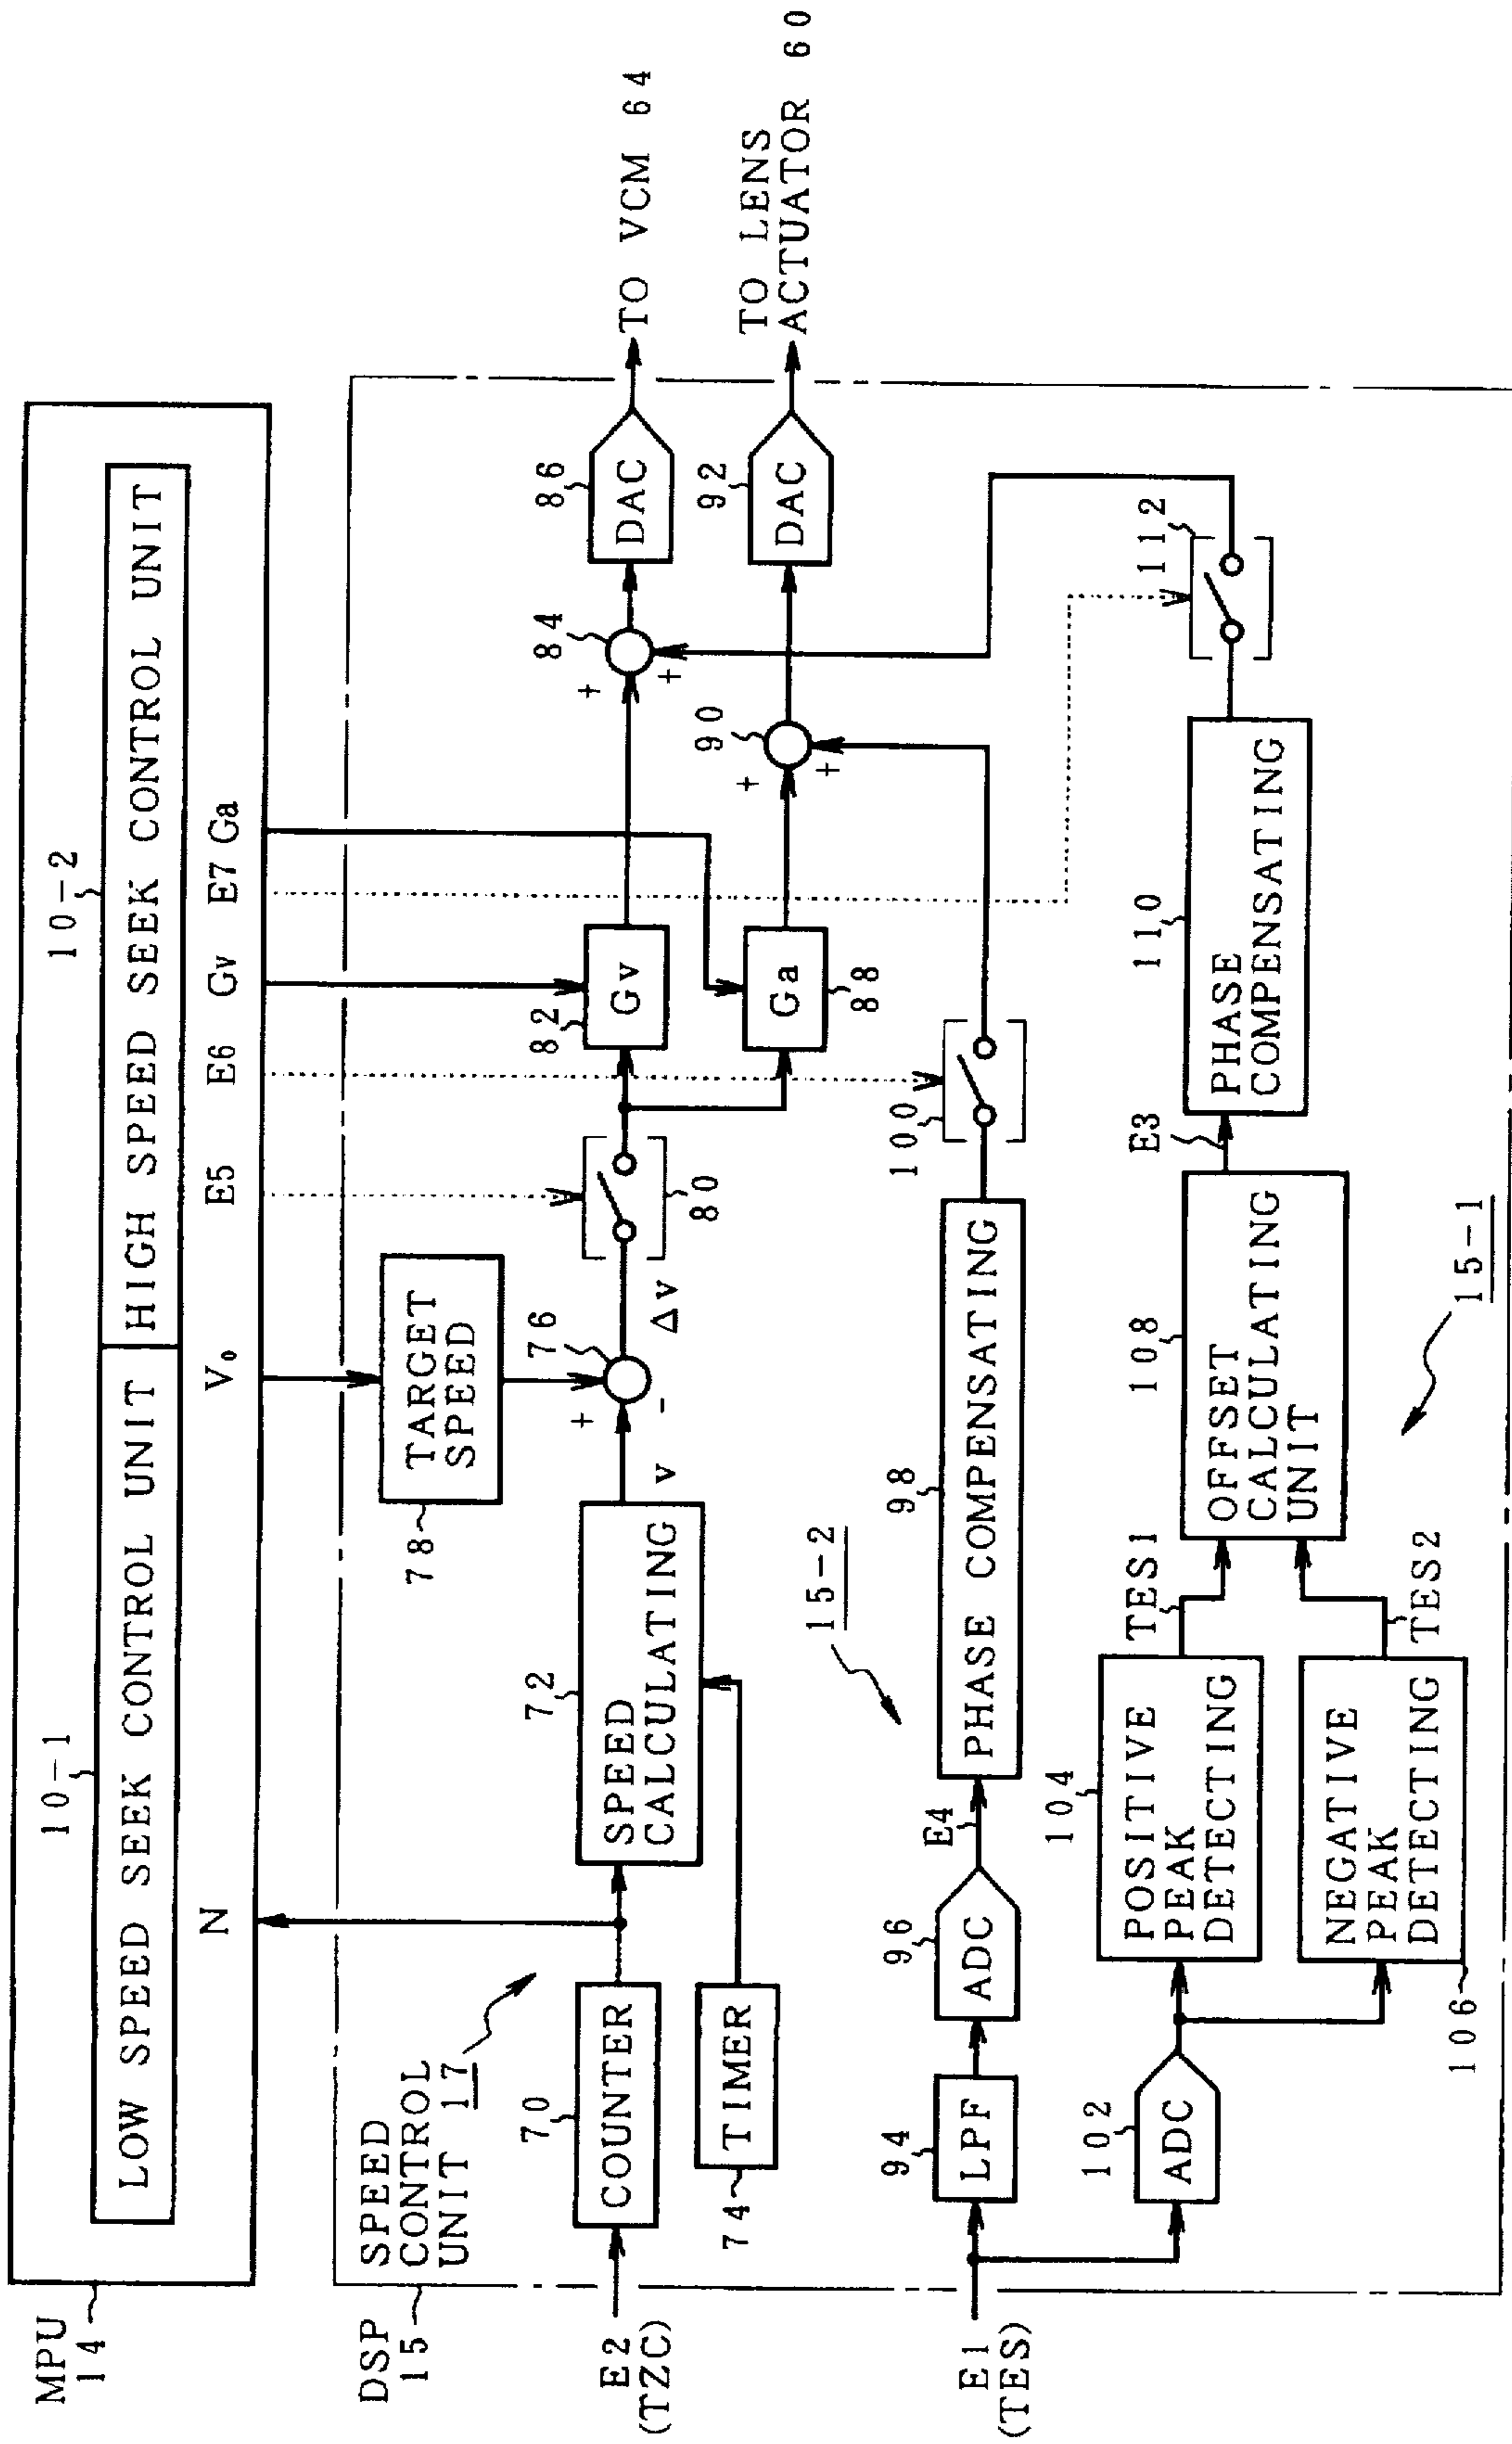 MPU
14
10-1
10-2
LOW SPEED SEEK CONTROL UNIT
HIGH SPEED SEEK CONTROL UNIT
N
V₀
E5
E6
Gv
E7
Ga
DSP
15
SPEED
CONTROL
UNIT 17
78
TARGET
SPEED
E2
(TZC)
70
COUNTER
74
TIMER
72
SPEED
CALCULATING
v
+
-
76
Δv
80
82
Gv
+
+
84
86
DAC
TO VCM 64
88
Ga
+
+
90
92
DAC
TO LENS
ACTUATOR 60
15-2
E1
(TES)
94
LPF
96
ADC
E4
98
PHASE COMPENSATING
100
102
ADC
104
POSITIVE
PEAK
DETECTING
TES1
106
NEGATIVE
PEAK
DETECTING
TES2
108
OFFSET
CALCULATING
UNIT
E3
110
PHASE
COMPENSATING
112
15-1